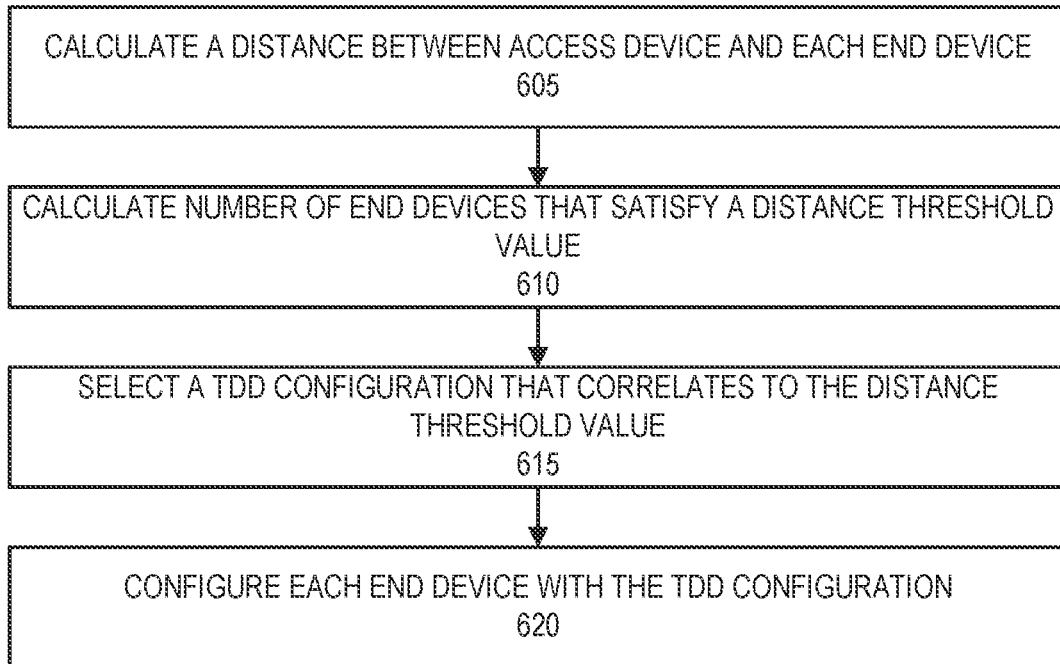 CALCULATE A DISTANCE BETWEEN ACCESS DEVICE AND EACH END DEVICE
605
CALCULATE NUMBER OF END DEVICES THAT SATISFY A DISTANCE THRESHOLD
VALUE
610
SELECT A TDD CONFIGURATION THAT CORRELATES TO THE DISTANCE
THRESHOLD VALUE
615
CONFIGURE EACH END DEVICE WITH THE TDD CONFIGURATION
620